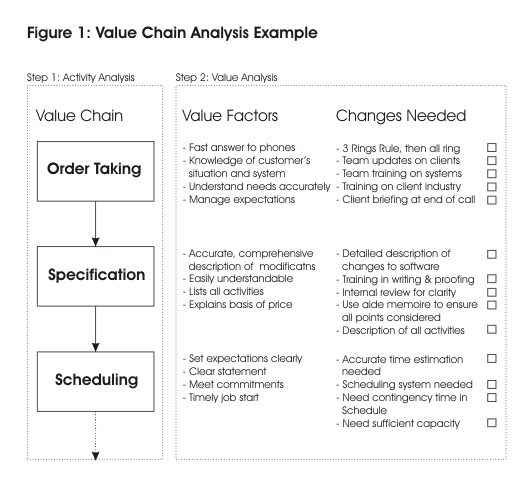 Figure 1: Value Chain Analysis Example
Step 1: Activity Analysis
Step 2: Value Analysis
Value Chain
Value Factors
Changes Needed
Order Taking
- Fast answer to phones
- Knowledge of customer's
situation and system
- Understand needs accurately
- Manage expectations
- 3 Rings Rule, then all ring
- Team updates on clients
- Team training on systems
- Training on client industry
- Client briefing at end of call
Specification
- Accurate, comprehensive
description of modificatns
- Easily understandable
- Lists all activities
- Explains basis of price
- Detailed description of
changes to software
- Training in writing & proofing
- Internal review for clarity
- Use aide memoire to ensure
all points considered
- Description of all activities
Scheduling
- Set expectations clearly
- Clear statement
- Meet commitments
- Timely job start
- Accurate time estimation
needed
- Scheduling system needed
- Need contingency time in
Schedule
- Need sufficient capacity